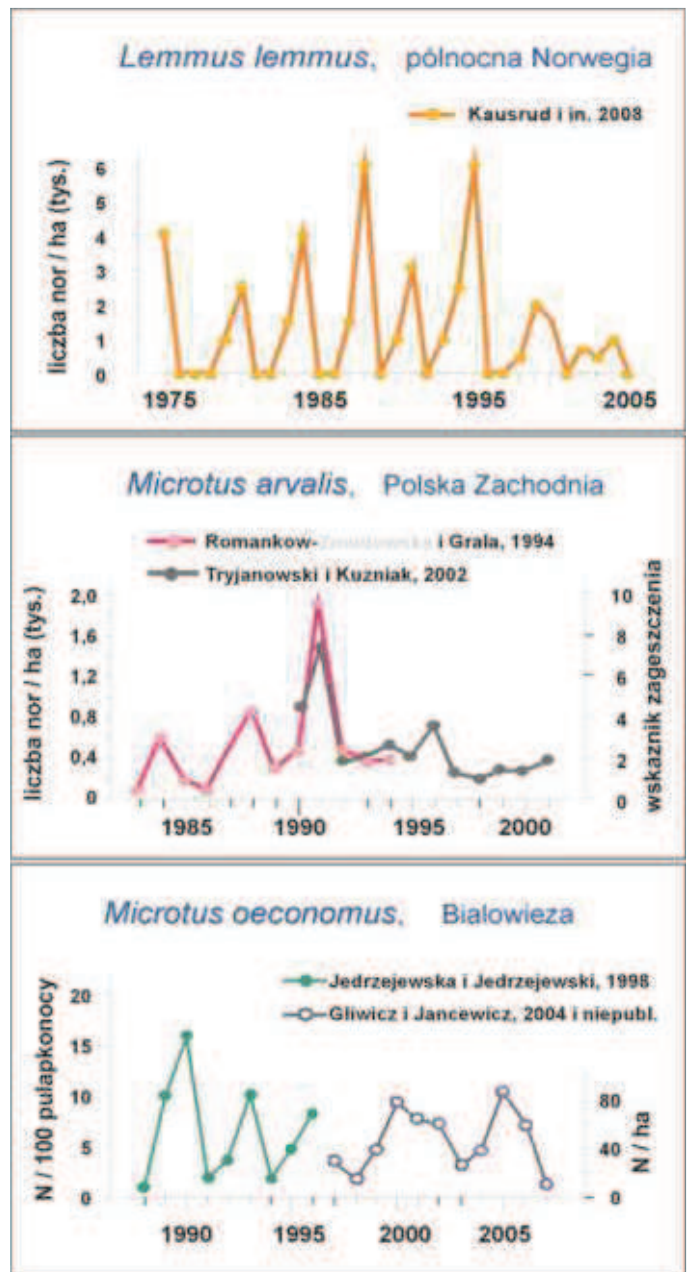 Lemmus lemmus, pólnocna Norwegia
Kausrud i in. 2008
liczba nor / ha (tys.)
6
5
4
3
2
1
0
1975 1985 1995 2005
Microtus arvalis, Polska Zachodnia
Romankow- i Grala, 1994
Tryjanowski i Kuzniak, 2002
liczba nor / ha (tys.)
2,0
1,6
1,2
0,8
0,4
0
10
8
6
4
2
0
wskaznik zageszczenia
1985 1990 1995 2000
Microtus oeconomus, Bialowieza
Jedrzejewska i Jedrzejewski, 1998
Gliwicz i Jancewicz, 2004 i niepubl.
N / 100 pulapkonocy
20
15
10
5
0
80
40
0
N / ha
1990 1995 2000 2005